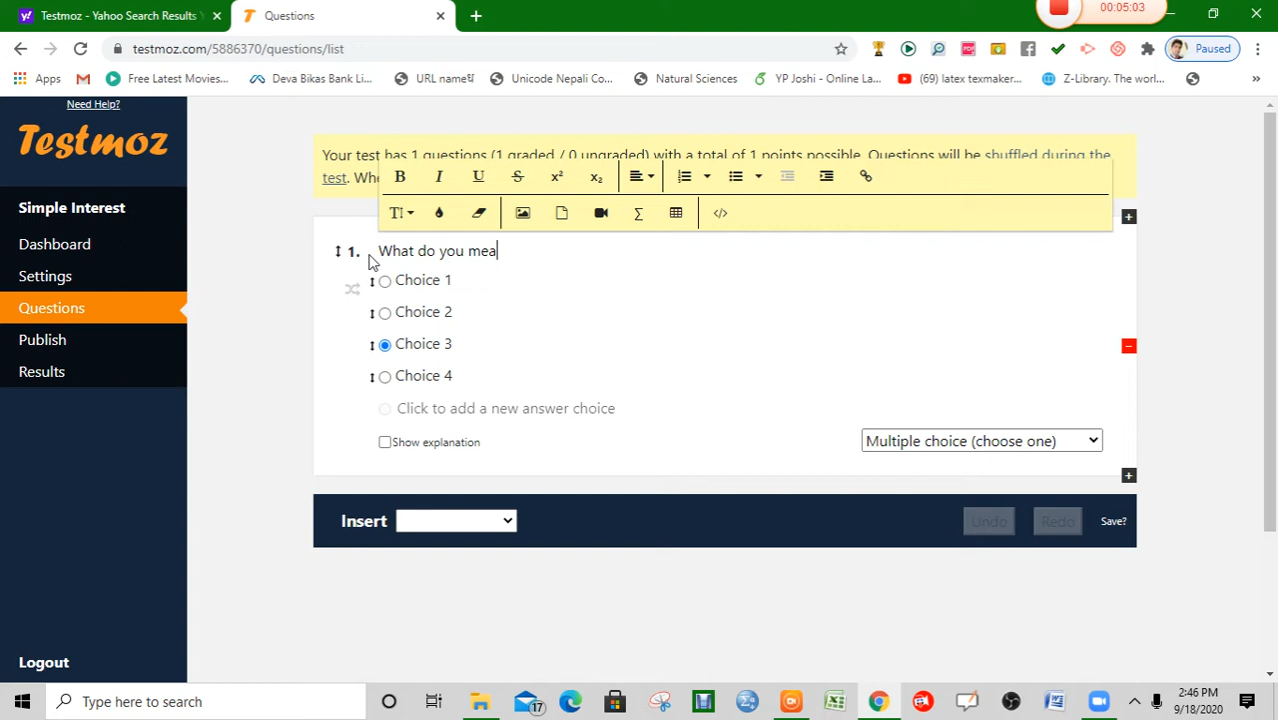 Testmoz - Yahoo Search Results
Questions
00:05:03
testmoz.com/5886370/questions/list
Paused
Apps
Free Latest Movies...
Deva Bikas Bank Li...
URL nameㅤ
Unicode Nepali Co...
Natural Sciences
YP Joshi - Online La...
(69) latex texmaker...
Z-Library. The worl...
Need Help?
Testmoz
Simple Interest
Dashboard
Settings
Questions
Publish
Results
Logout
Your test has 1 questions (1 graded / 0 ungraded) with a total of 1 points possible. Questions will be shuffled during the
test. Whe
B I U S x² x₂
1. What do you mea
Choice 1
Choice 2
Choice 3
Choice 4
Click to add a new answer choice
Show explanation
Multiple choice (choose one)
Insert
Undo
Redo
Save?
Type here to search
17
2:46 PM
9/18/2020